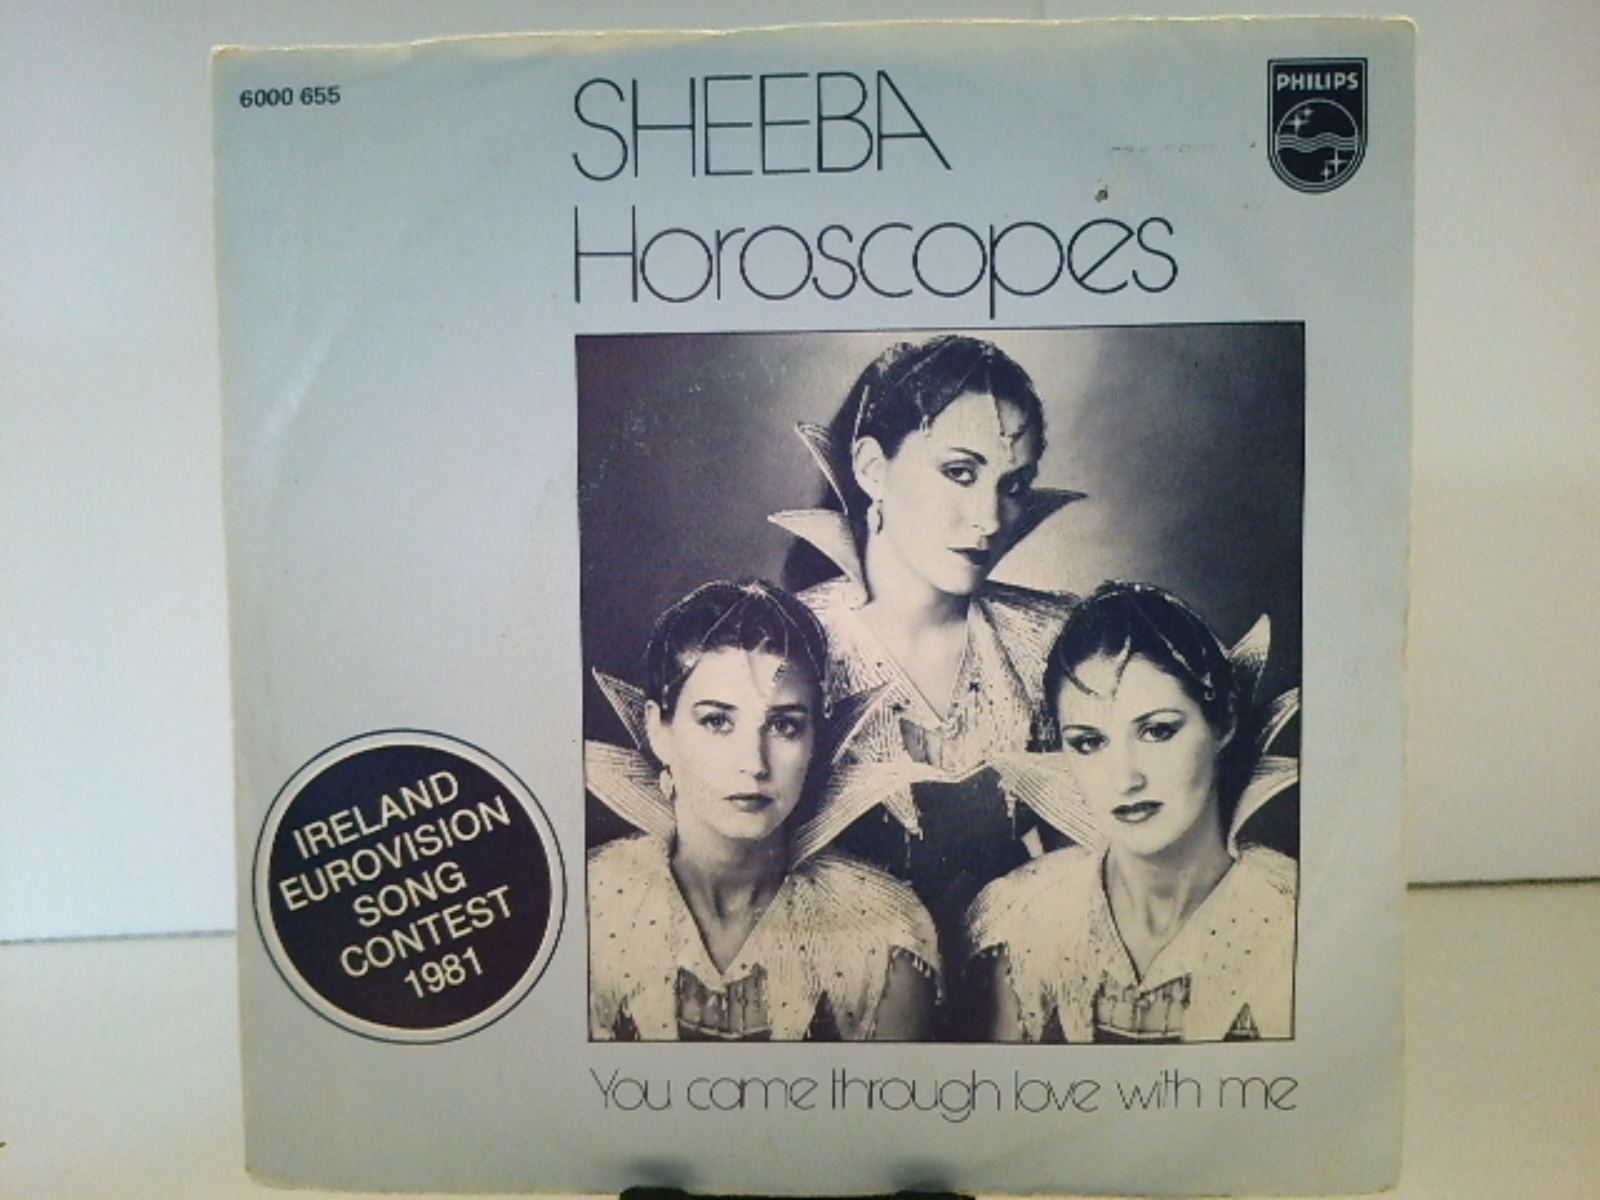 6000 655
SHEEBA
PHILIPS
Horoscopes
IRELAND
EUROVISION
SONG
CONTEST
1981
You came through love with me